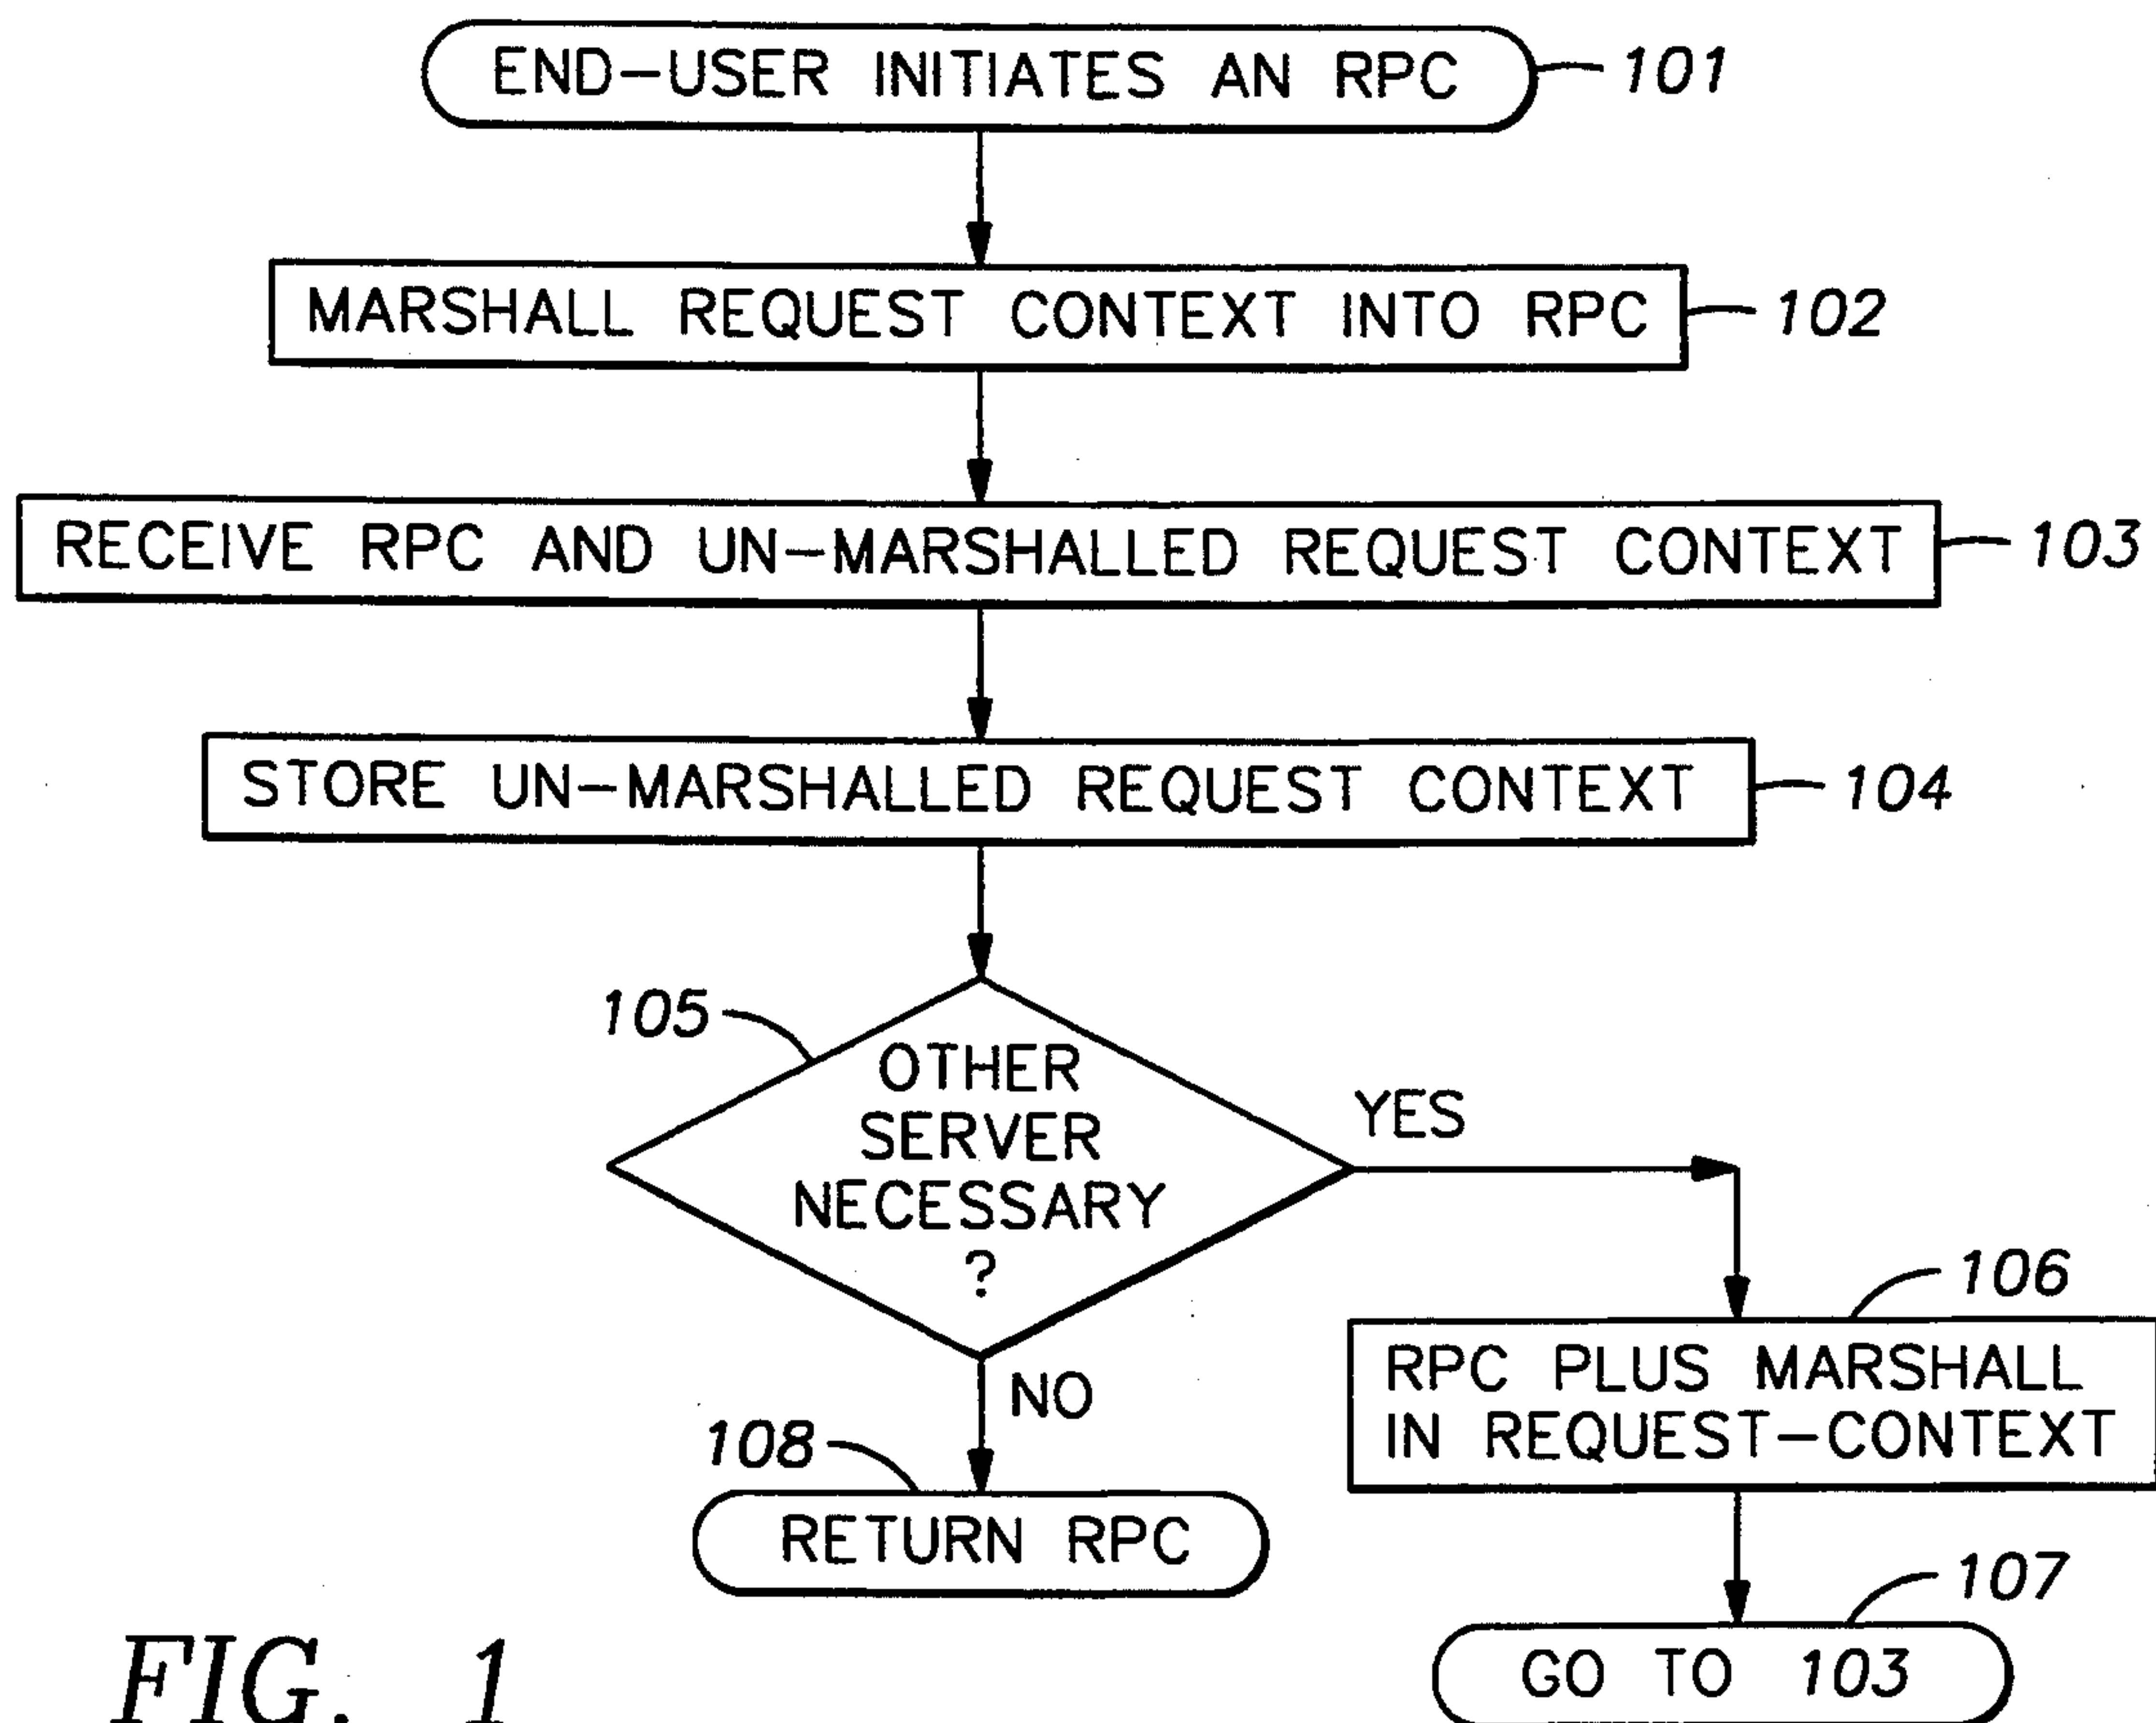 END-USER INITIATES AN RPC
101
MARSHALL REQUEST CONTEXT INTO RPC
102
RECEIVE RPC AND UN-MARSHALLED REQUEST CONTEXT
103
STORE UN-MARSHALLED REQUEST CONTEXT
104
105
OTHER
SERVER
NECESSARY
?
YES
NO
106
RPC PLUS MARSHALL
IN REQUEST-CONTEXT
108
RETURN RPC
107
GO TO 103
FIG. 1